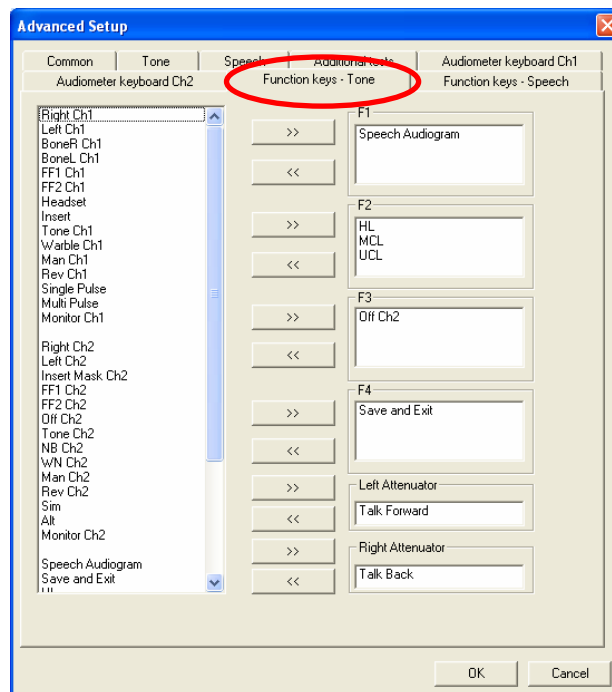 Advanced Setup
Common
Tone
Speech
Additional tests
Audiometer keyboard Ch1
Audiometer keyboard Ch2
Function keys - Tone
Function keys - Speech
Right Ch1
Left Ch1
BoneR Ch1
BoneL Ch1
FF1 Ch1
FF2 Ch1
Headset
Insert
Tone Ch1
Warble Ch1
Man Ch1
Rev Ch1
Single Pulse
Multi Pulse
Monitor Ch1
Right Ch2
Left Ch2
Insert Mask Ch2
FF1 Ch2
FF2 Ch2
Off Ch2
Tone Ch2
NB Ch2
WN Ch2
Man Ch2
Rev Ch2
Sim
Alt
Monitor Ch2
Speech Audiogram
Save and Exit
>>
<<
F1
Speech Audiogram
>>
<<
F2
HL
MCL
UCL
>>
<<
F3
Off Ch2
>>
<<
F4
Save and Exit
>>
<<
Left Attenuator
Talk Forward
>>
<<
Right Attenuator
Talk Back
OK
Cancel